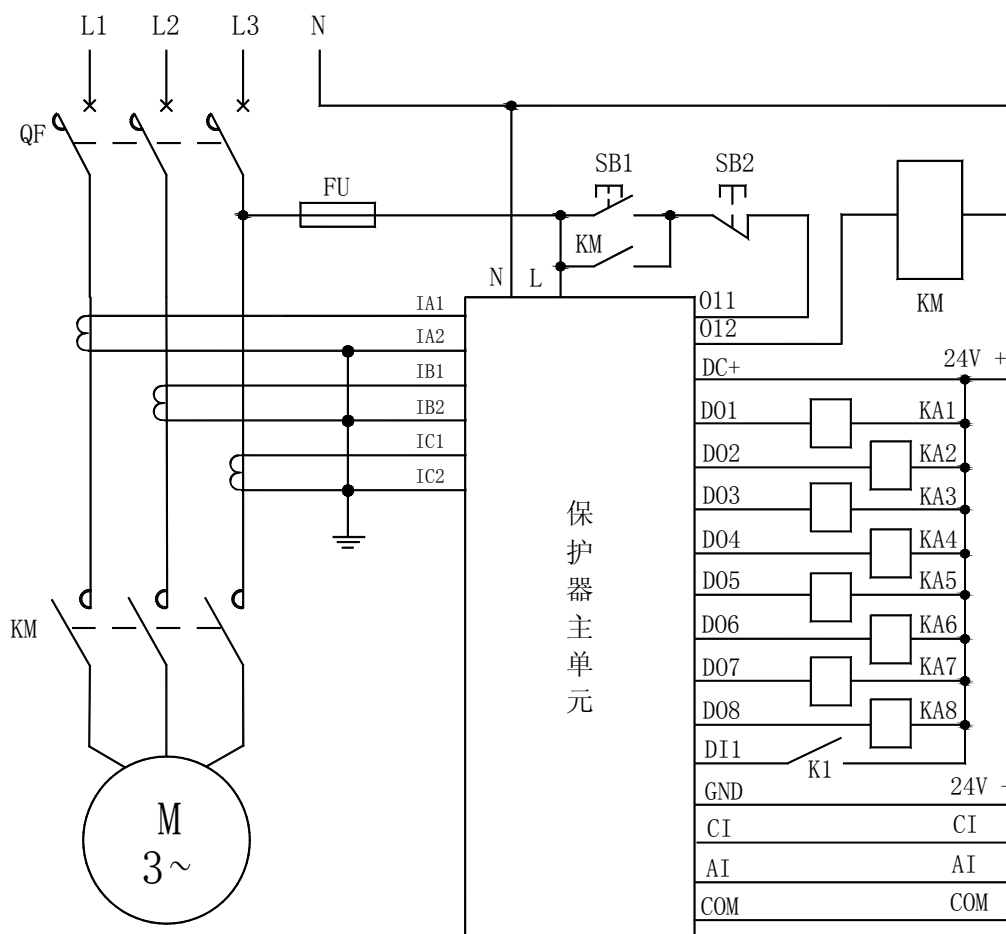 L1 L2 L3 N
QF
SB1 SB2
FU
KM
N L
KM
IA1
O11
IA2
O12
DC+ 24V +
IB1
DO1 KA1
IB2
IC1
DO2 KA2
IC2
DO3 KA3
DO4 KA4
DO5 KA5
KM
DO6 KA6
DO7 KA7
DO8 KA8
保护器主单元
DI1 K1
GND 24V -
M
3~
CI CI
AI AI
COM COM